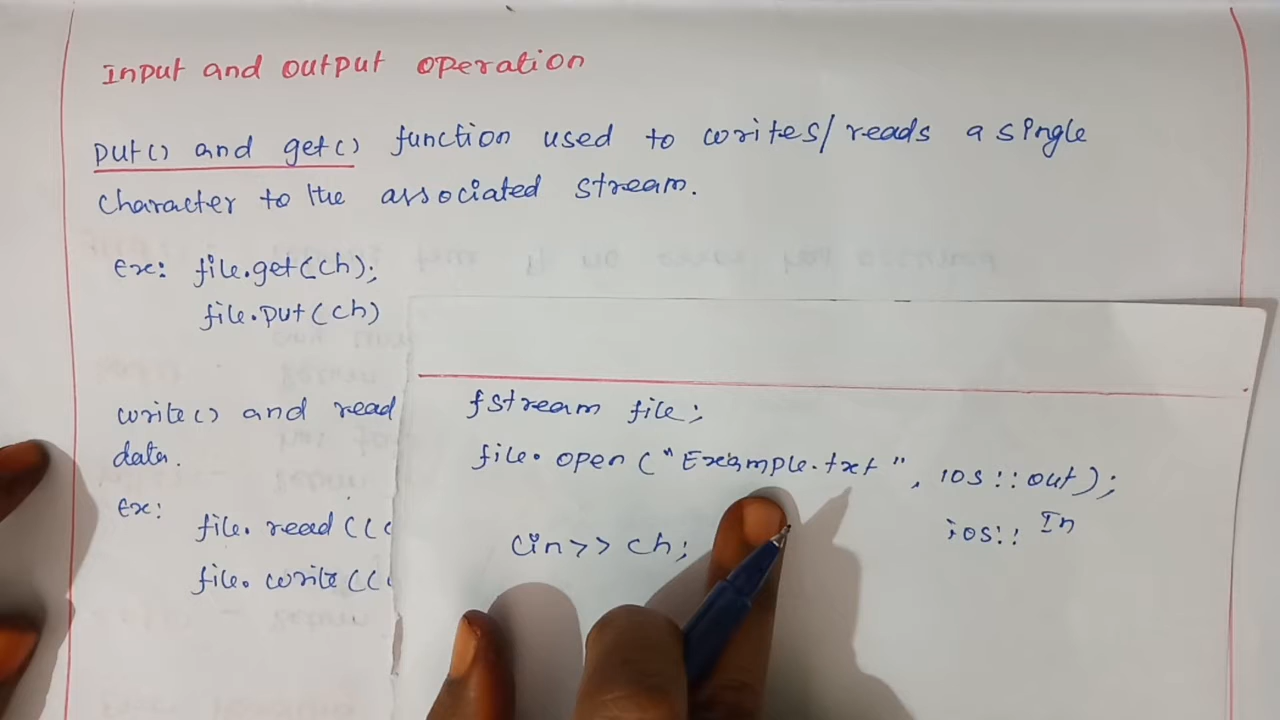 Input and output operation
put() and get() function used to writes/reads a single
character to the associated stream.
ex: file.get(ch);
file.put(ch)
write() and read
data.
ex:
file. read ((c
file. write ((c
fstream file;
file. open ("Example.txt", ios::out);
ios:: In
Cin>> ch;